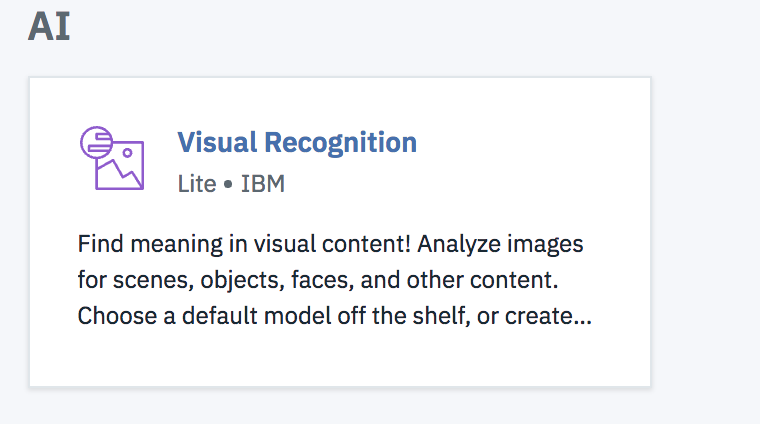 AI
Visual Recognition
Lite • IBM
Find meaning in visual content! Analyze images
for scenes, objects, faces, and other content.
Choose a default model off the shelf, or create...